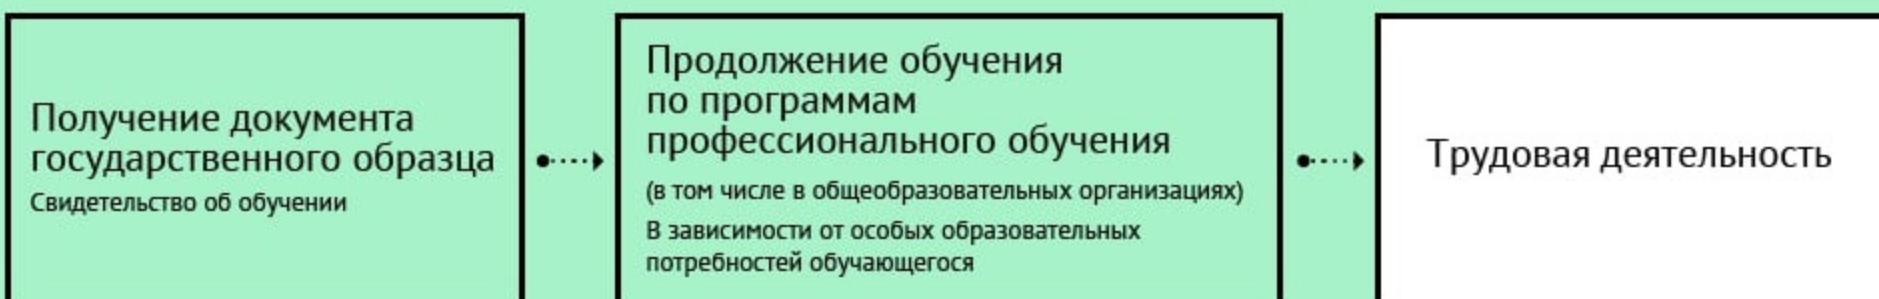 Получение документа
государственного образца
Свидетельство об обучении
Продолжение обучения
по программам
профессионального обучения
(в том числе в общеобразовательных организациях)
В зависимости от особых образовательных
потребностей обучающегося
Трудовая деятельность